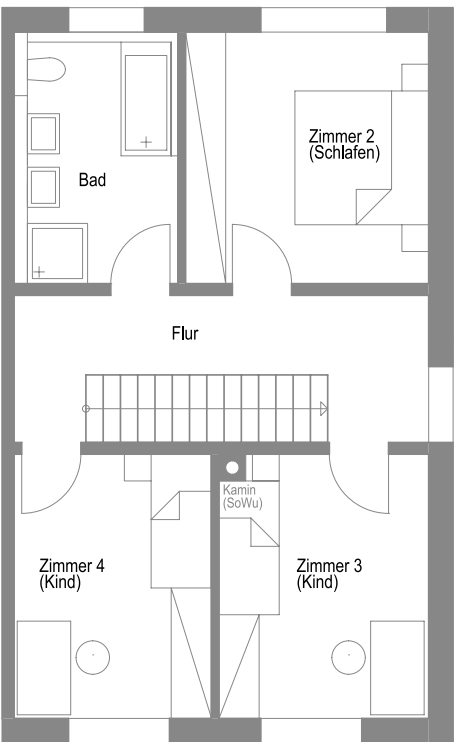 Zimmer 2
(Schlafen)
Bad
Flur
Kamin
(SoWu)
Zimmer 4
(Kind)
Zimmer 3
(Kind)